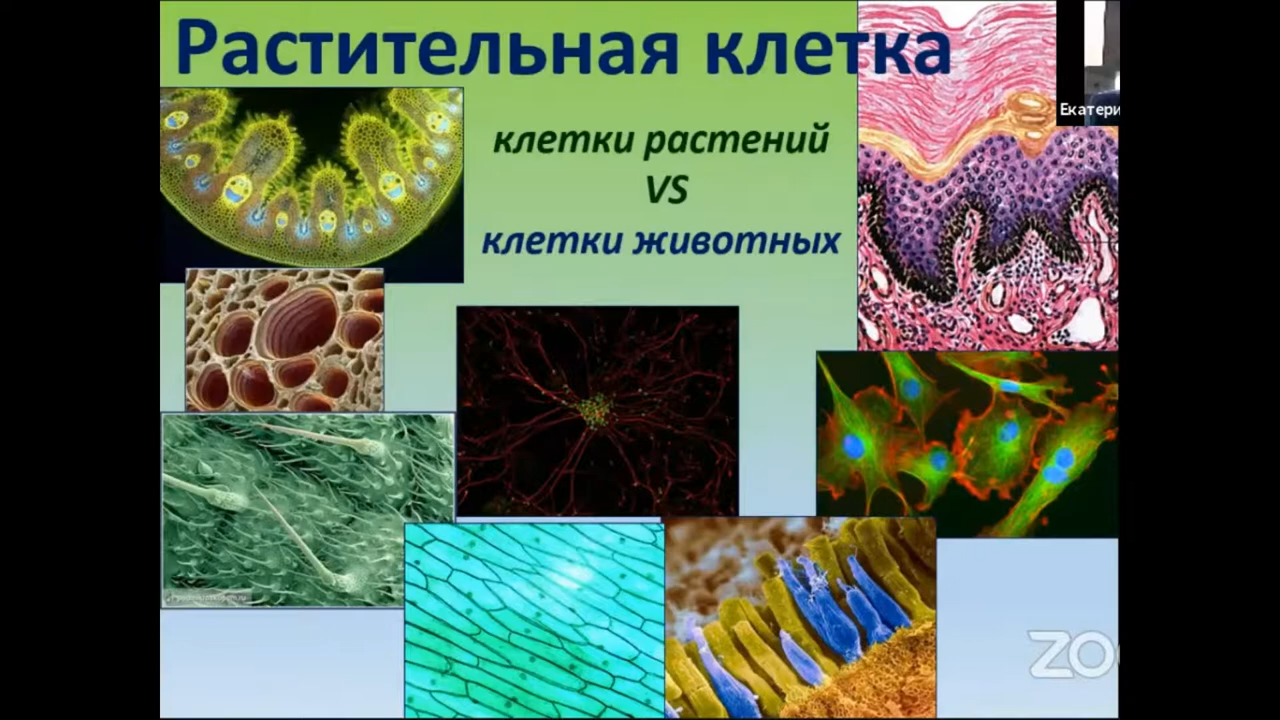 Растительная клетка
Екатери
клетки растений
VS
клетки животных
ZO